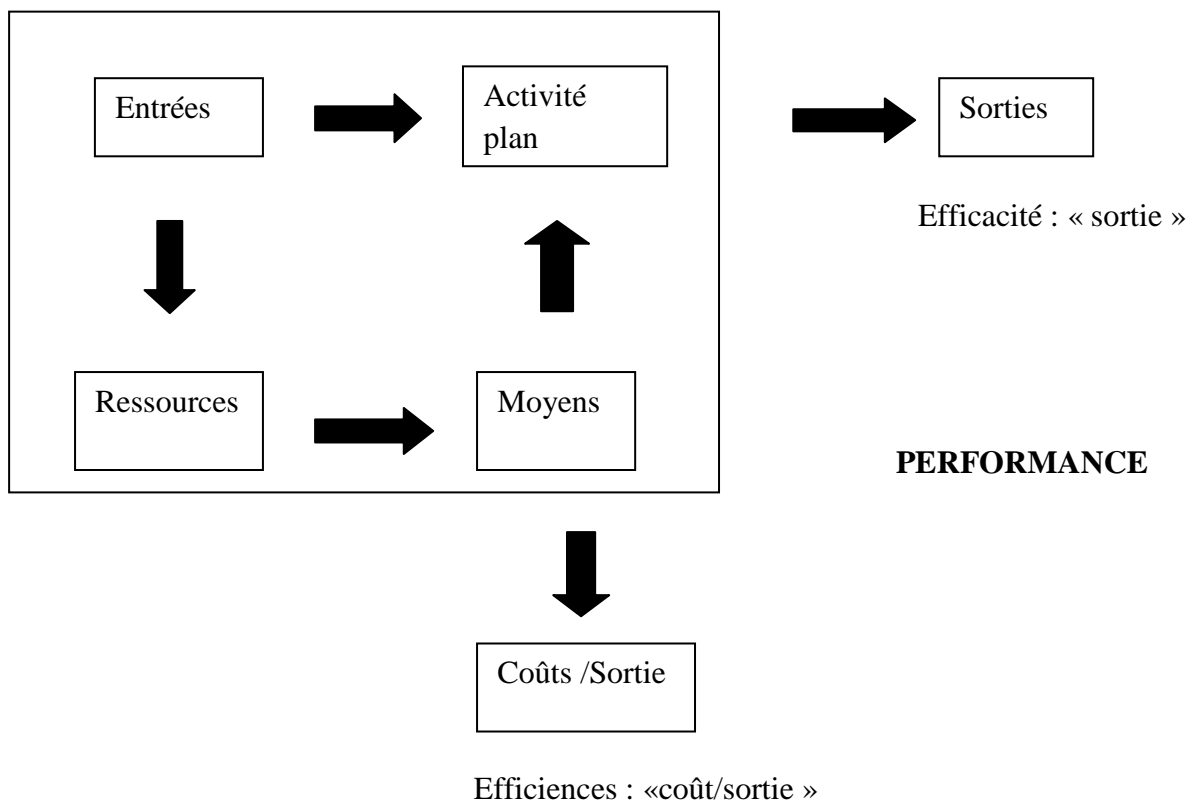 Entrées
Activité
plan
Sorties
Efficacité : « sortie »
Ressources
Moyens
PERFORMANCE
Coûts /Sortie
Efficiences : «coût/sortie »